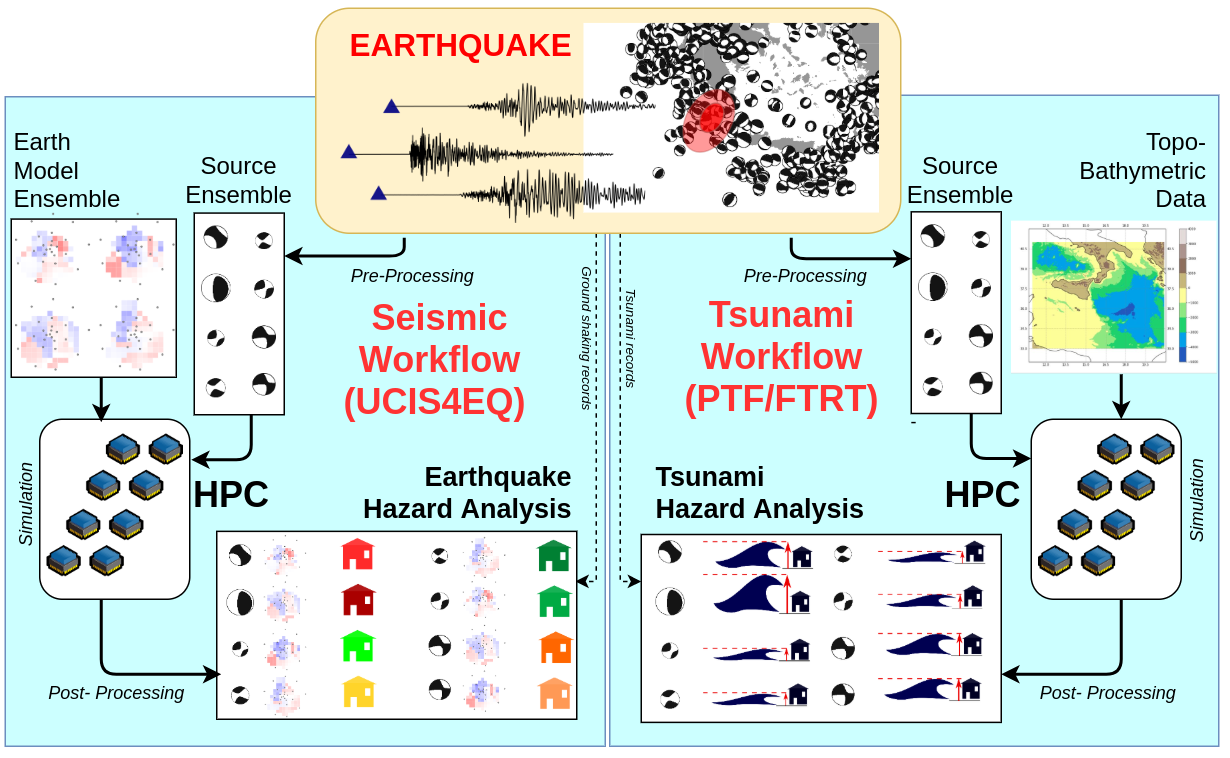 EARTHQUAKE
Earth
Model
Ensemble
Source
Ensemble
Source
Ensemble
Topo-
Bathymetric
Data
Pre-Processing
Pre-Processing
Seismic
Workflow
(UCIS4EQ)
Ground shaking records
Tsunami records
Tsunami
Workflow
(PTF/FTRT)
-
Simulation
HPC
Earthquake
Hazard Analysis
Tsunami
Hazard Analysis
HPC
Simulation
Post- Processing
Post- Processing